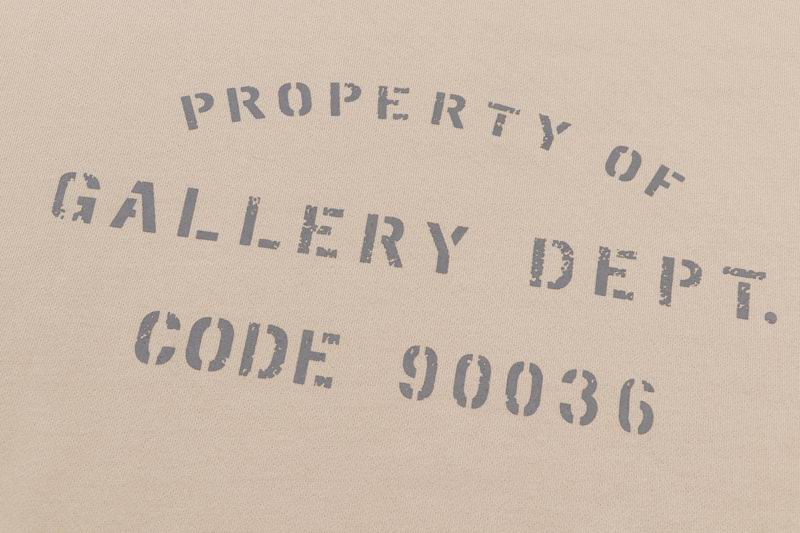 PROPERTY OF
GALLERY DEPT.
CODE 90036